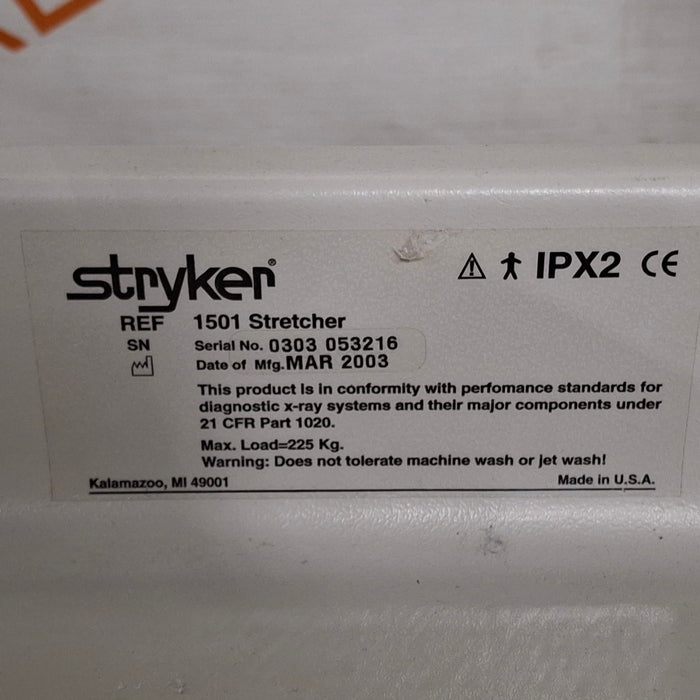 stryker®
IPX2 CE
REF 1501 Stretcher
SN Serial No. 0303 053216
Date of Mfg. MAR 2003
This product is in conformity with perfomance standards for
diagnostic x-ray systems and their major components under
21 CFR Part 1020.
Max. Load=225 Kg.
Warning: Does not tolerate machine wash or jet wash!
Kalamazoo, MI 49001 Made in U.S.A.